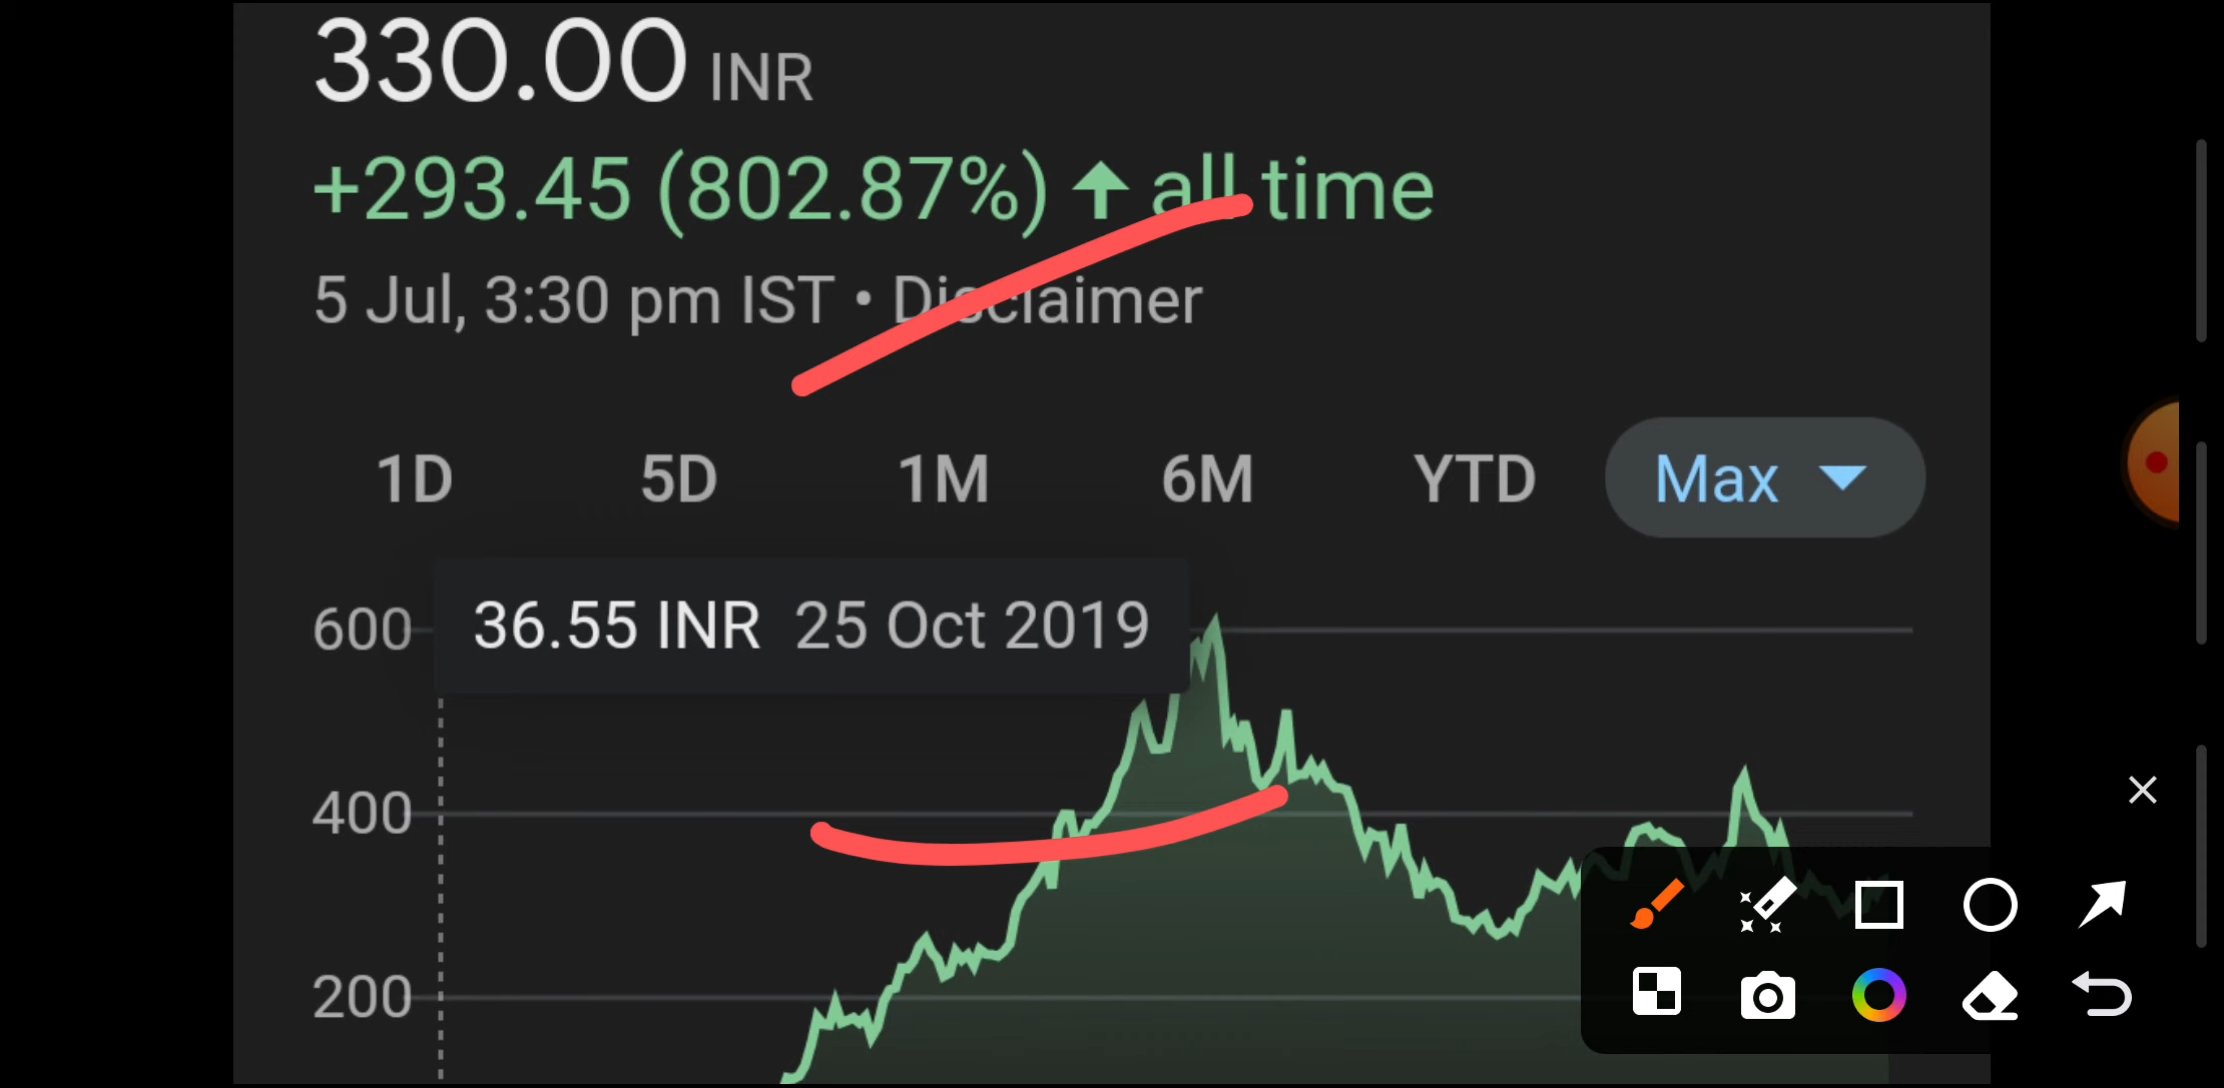 330.00 INR
+293.45 (802.87%) ↑ all time
5 Jul, 3:30 pm IST • Disclaimer
1D 5D 1M 6M YTD Max
36.55 INR 25 Oct 2019
600
400
200